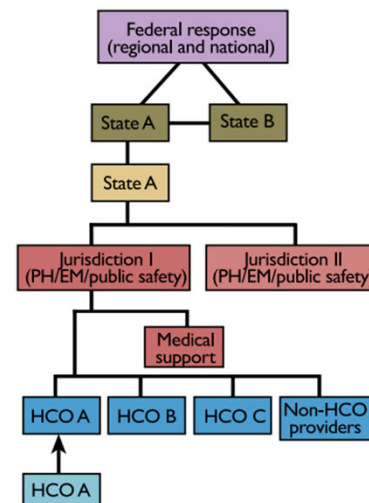 Federal response
(regional and national)
State A
State B
State A
Jurisdiction I
(PH/EM/public safety)
Jurisdiction II
(PH/EM/public safety
Medical
support
HCO A
HCO B
HCO C
Non-HCO
providers
HCO A